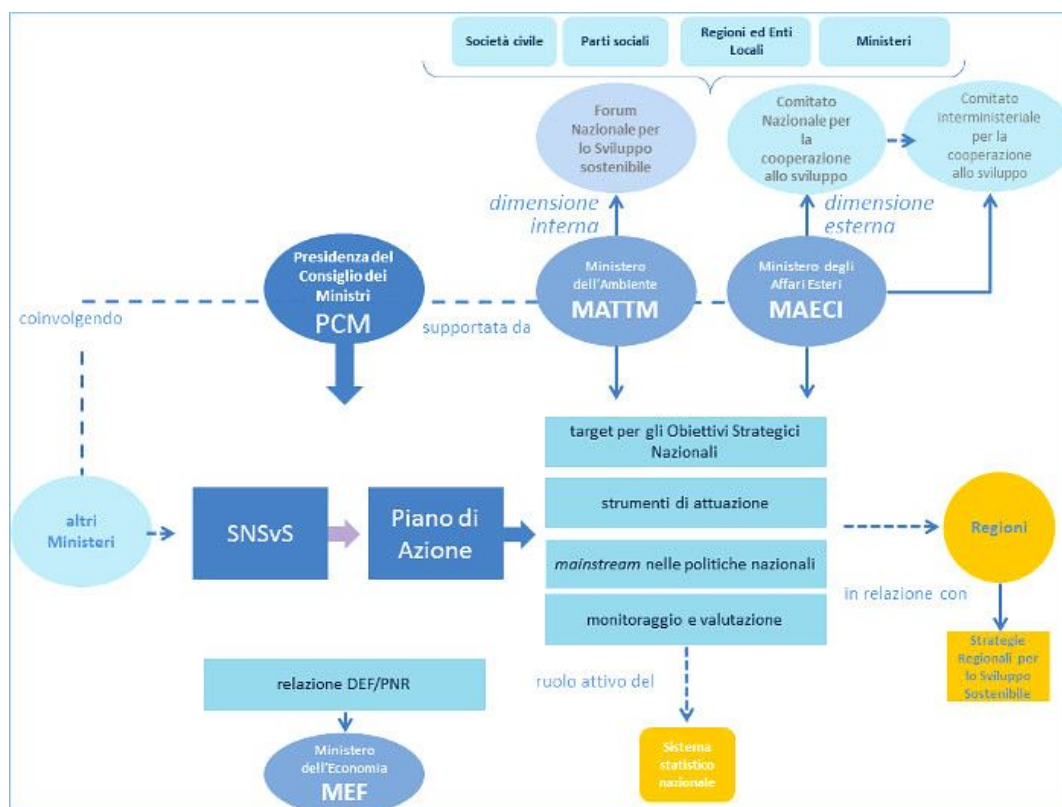 Società civile
Parti sociali
Regioni ed Enti
Locali
Ministeri
Forum
Nazionale per
lo Sviluppo
sostenibile
Comitato
Nazionale per
la
cooperazione
allo sviluppo
Comitato
interministeriale
per la
cooperazione
allo sviluppo
dimensione
interna
dimensione
esterna
Presidenza del
Consiglio dei
Ministri
PCM
Ministero
dell'Ambiente
MATTM
Ministero degli
Affari Esteri
MAECI
coinvolgendo
supportata da
target per gli Obiettivi Strategici
Nazionali
altri
Ministeri
SNSvS
Piano di
Azione
strumenti di attuazione
Regioni
mainstream nelle politiche nazionali
in relazione con
monitoraggio e valutazione
Strategie
Regionali per
lo Sviluppo
Sostenibile
relazione DEF/PNR
ruolo attivo del
Ministero
dell'Economia
MEF
Sistema
statistico
nazionale